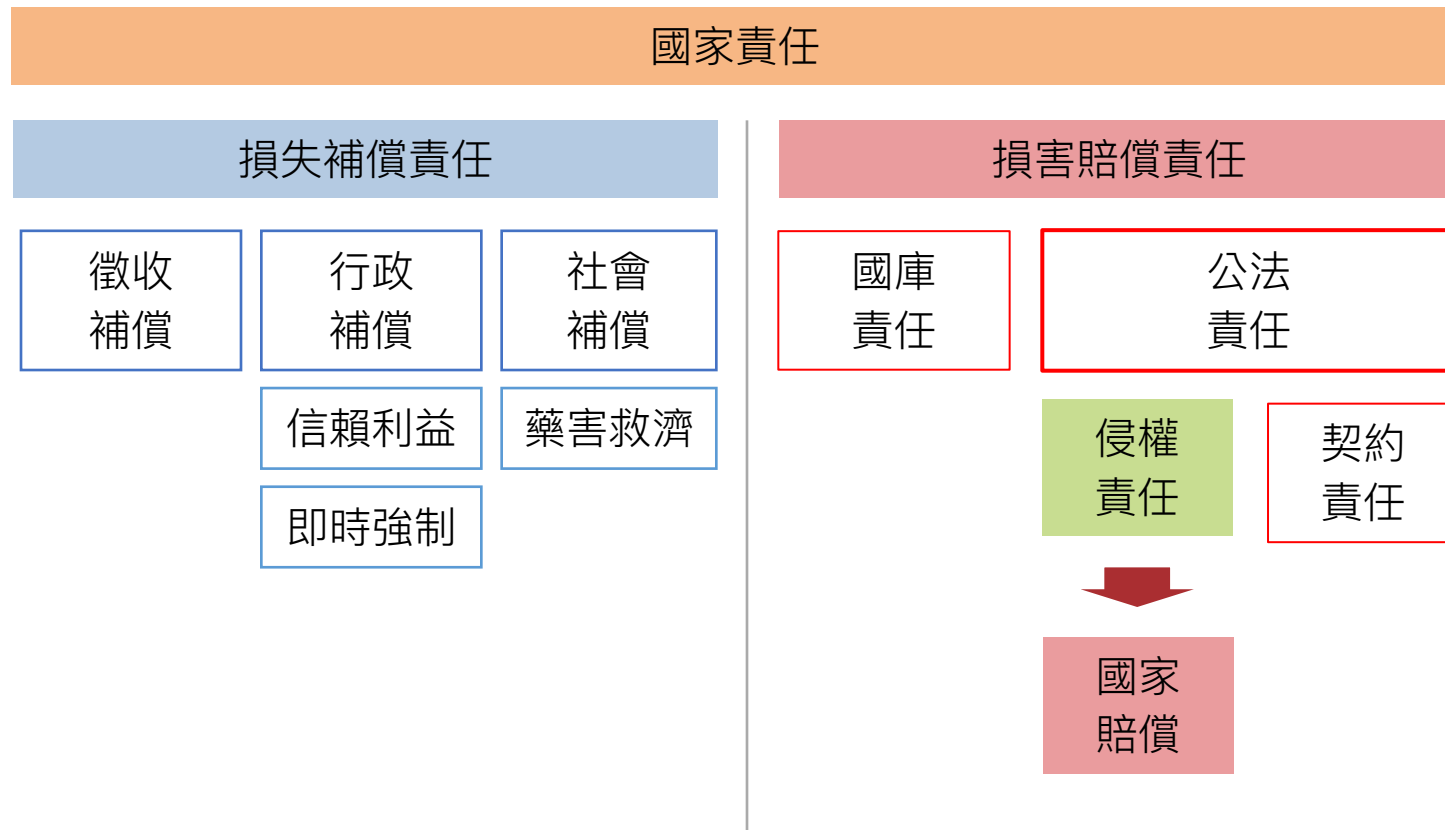 國家責任
損失補償責任
損害賠償責任
徵收
補償
行政
補償
社會
補償
國庫
責任
公法
責任
信賴利益
藥害救濟
即時強制
侵權
責任
契約
責任
國家
賠償